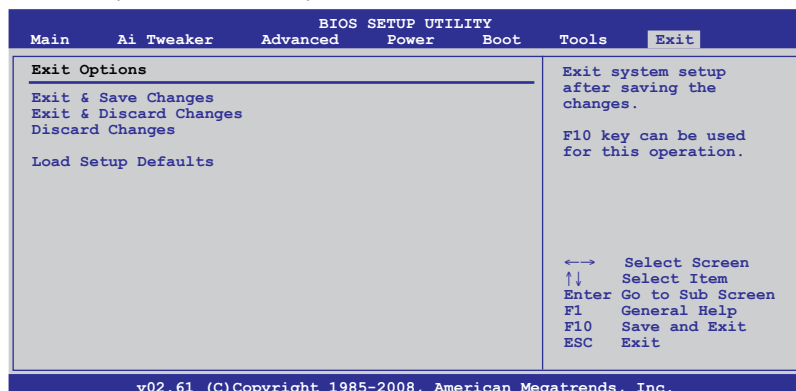 BIOS SETUP UTILITY
Main Ai Tweaker Advanced Power Boot Tools Exit
Exit Options
Exit & Save Changes
Exit & Discard Changes
Discard Changes
Load Setup Defaults
Exit system setup
after saving the
changes.
F10 key can be used
for this operation.
←→ Select Screen
↑↓ Select Item
Enter Go to Sub Screen
F1 General Help
F10 Save and Exit
ESC Exit
v02.61 (C)Copyright 1985-2008, American Megatrends, Inc.